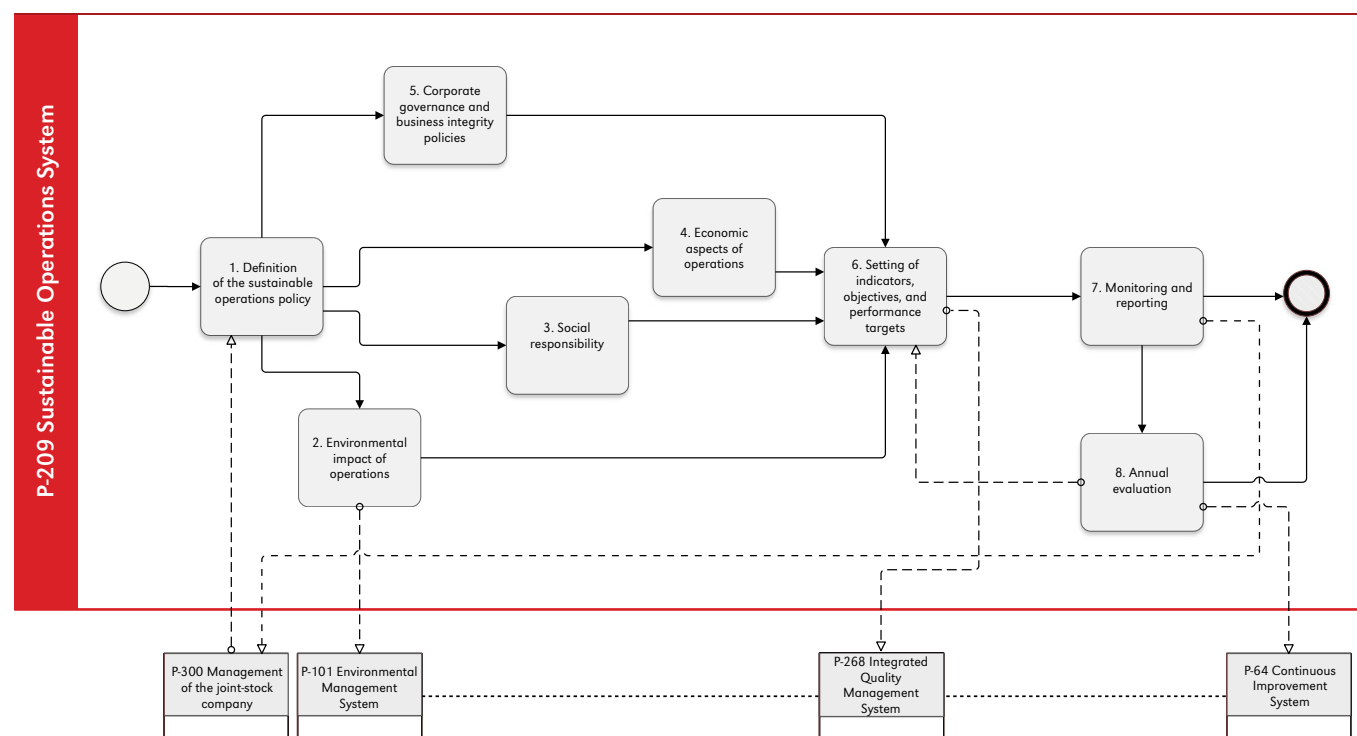 P-209 Sustainable Operations System
5. Corporate
governance and
business integrity
policies
4. Economic
aspects of
operations
1. Definition
of the sustainable
operations policy
6. Setting of
indicators,
objectives, and
performance
targets
7. Monitoring and
reporting
3. Social
responsibility
2. Environmental
impact of
operations
8. Annual
evaluation
P-300 Management
of the joint-stock
company
P-101 Environmental
Management
System
P-268 Integrated
Quality
Management
System
P-64 Continuous
Improvement
System